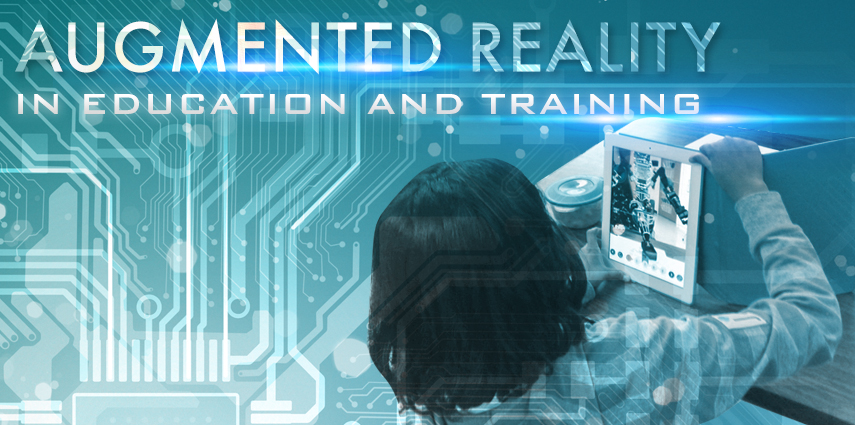 AUGMENTED REALITY
IN EDUCATION AND TRAINING